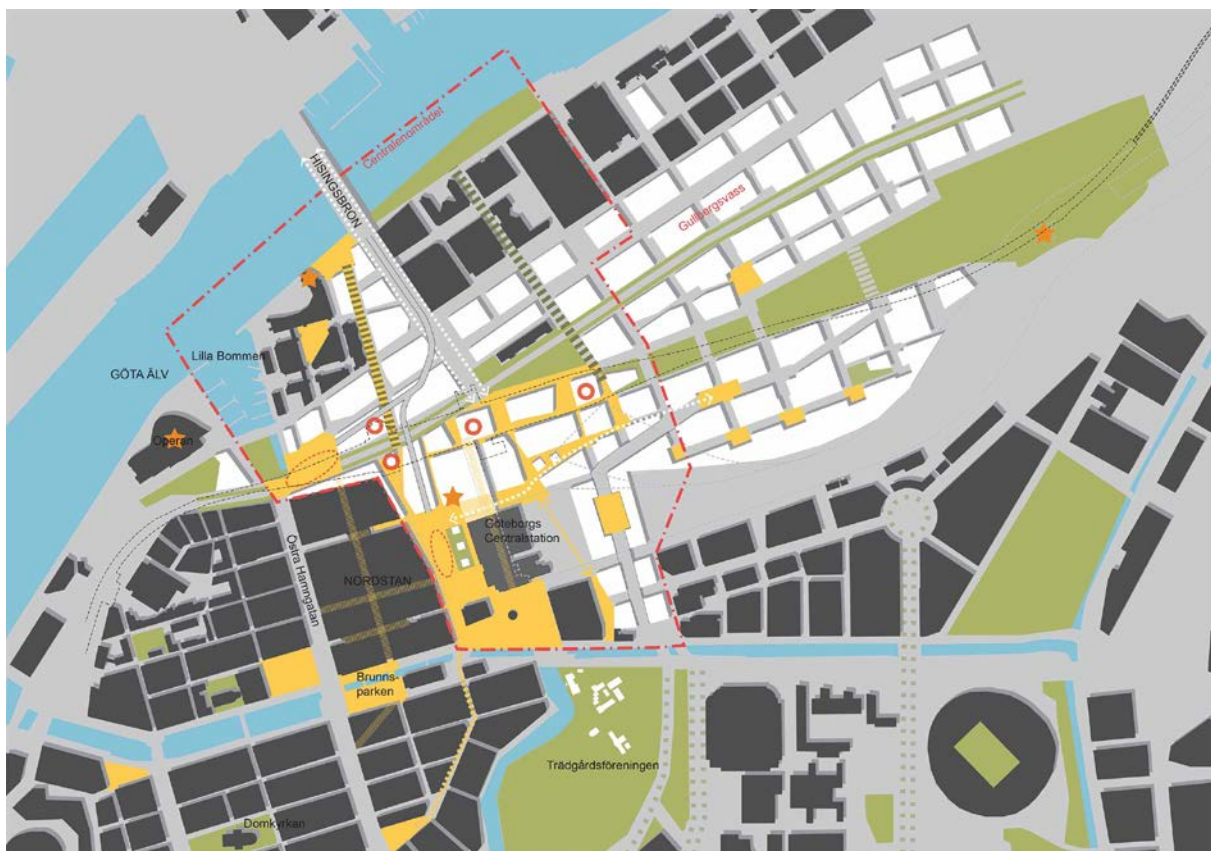 Centralenområdet
HISINGSBRON
Gullbergsvass
Lilla Bommen
GÖTA ÄLV
Operan
Göteborgs
Centralstation
NORDSTAN
Östra Hamngatan
Brunns-
parken
Trädgårdsföreningen
Domkyrkan